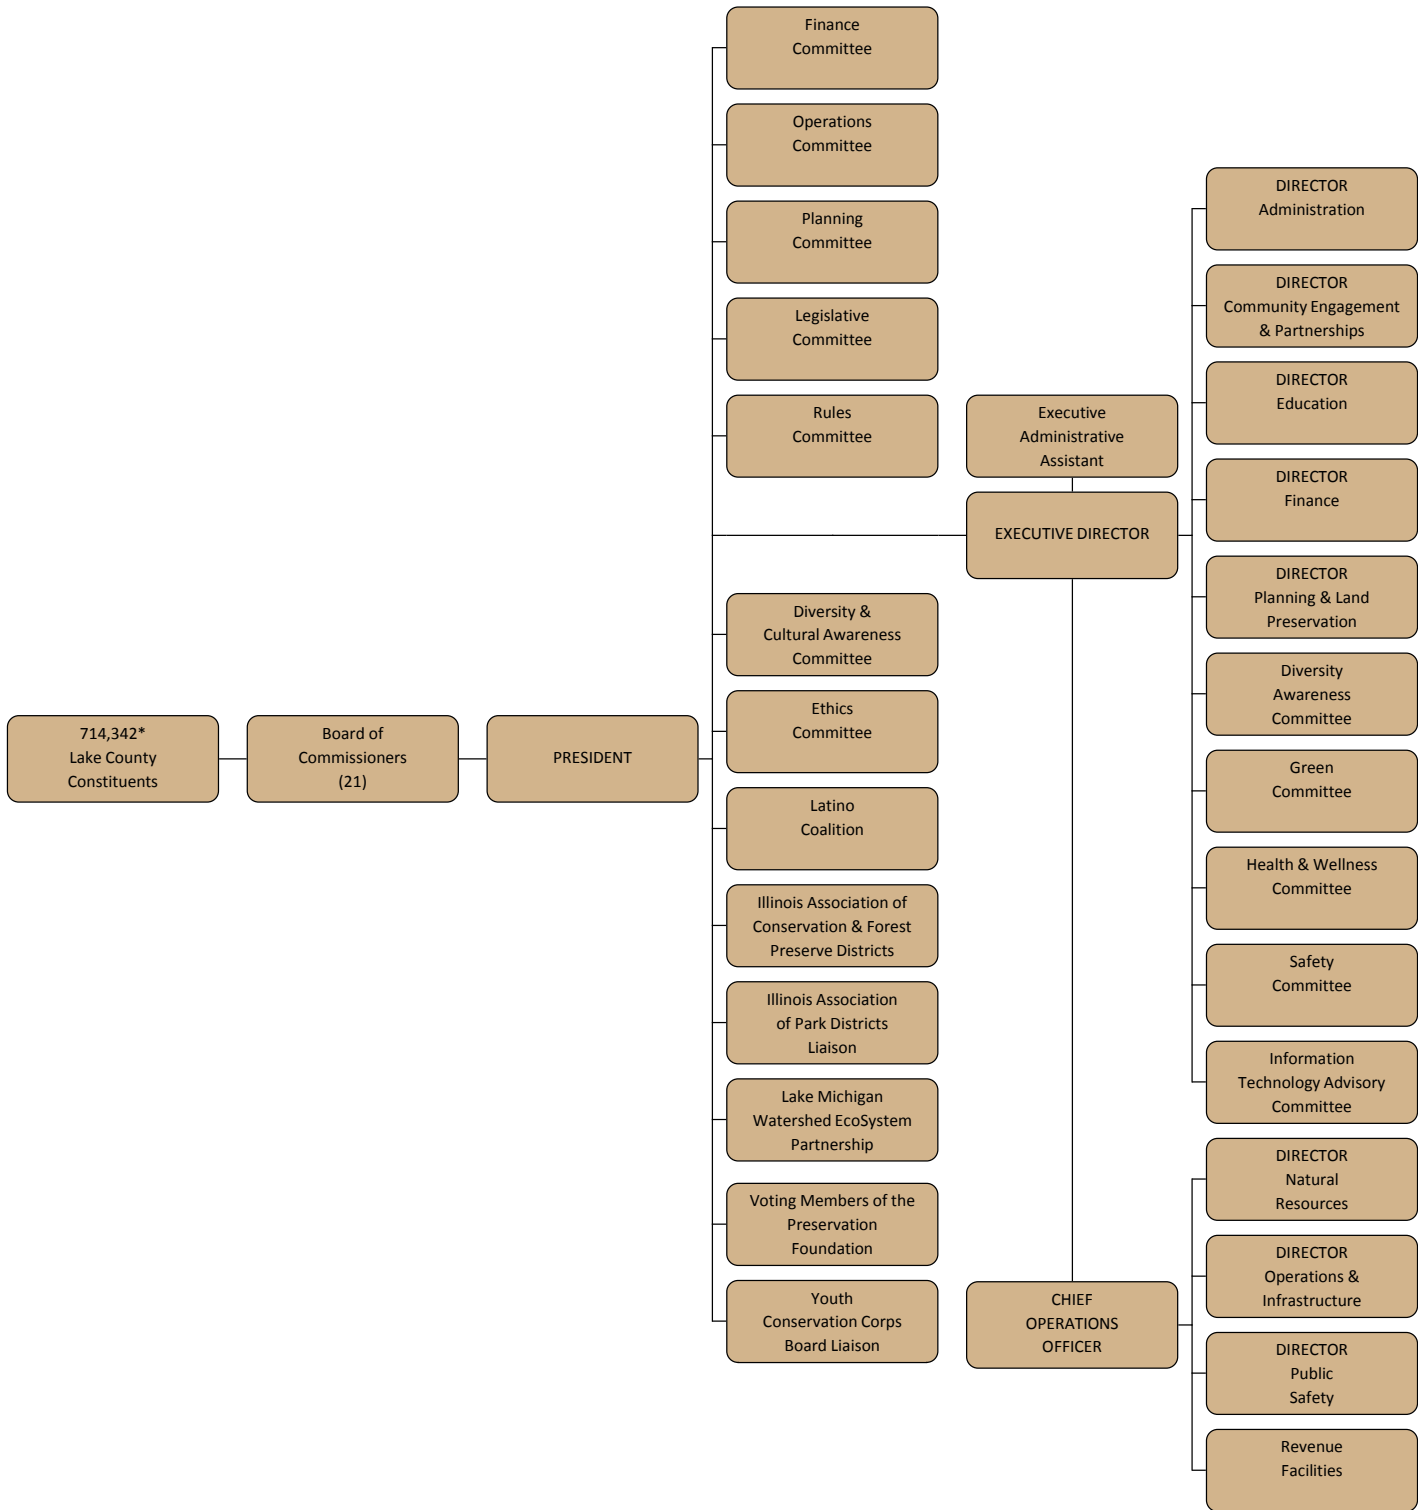 714,342*
Lake County
Constituents
Board of
Commissioners
(21)
PRESIDENT
Finance
Committee
Operations
Committee
Planning
Committee
Legislative
Committee
Rules
Committee
Diversity &
Cultural Awareness
Committee
Ethics
Committee
Latino
Coalition
Illinois Association of
Conservation & Forest
Preserve Districts
Illinois Association
of Park Districts
Liaison
Lake Michigan
Watershed EcoSystem
Partnership
Voting Members of the
Preservation
Foundation
Youth
Conservation Corps
Board Liaison
Executive
Administrative
Assistant
EXECUTIVE DIRECTOR
CHIEF
OPERATIONS
OFFICER
DIRECTOR
Administration
DIRECTOR
Community Engagement
& Partnerships
DIRECTOR
Education
DIRECTOR
Finance
DIRECTOR
Planning & Land
Preservation
Diversity
Awareness
Committee
Green
Committee
Health & Wellness
Committee
Safety
Committee
Information
Technology Advisory
Committee
DIRECTOR
Natural
Resources
DIRECTOR
Operations &
Infrastructure
DIRECTOR
Public
Safety
Revenue
Facilities